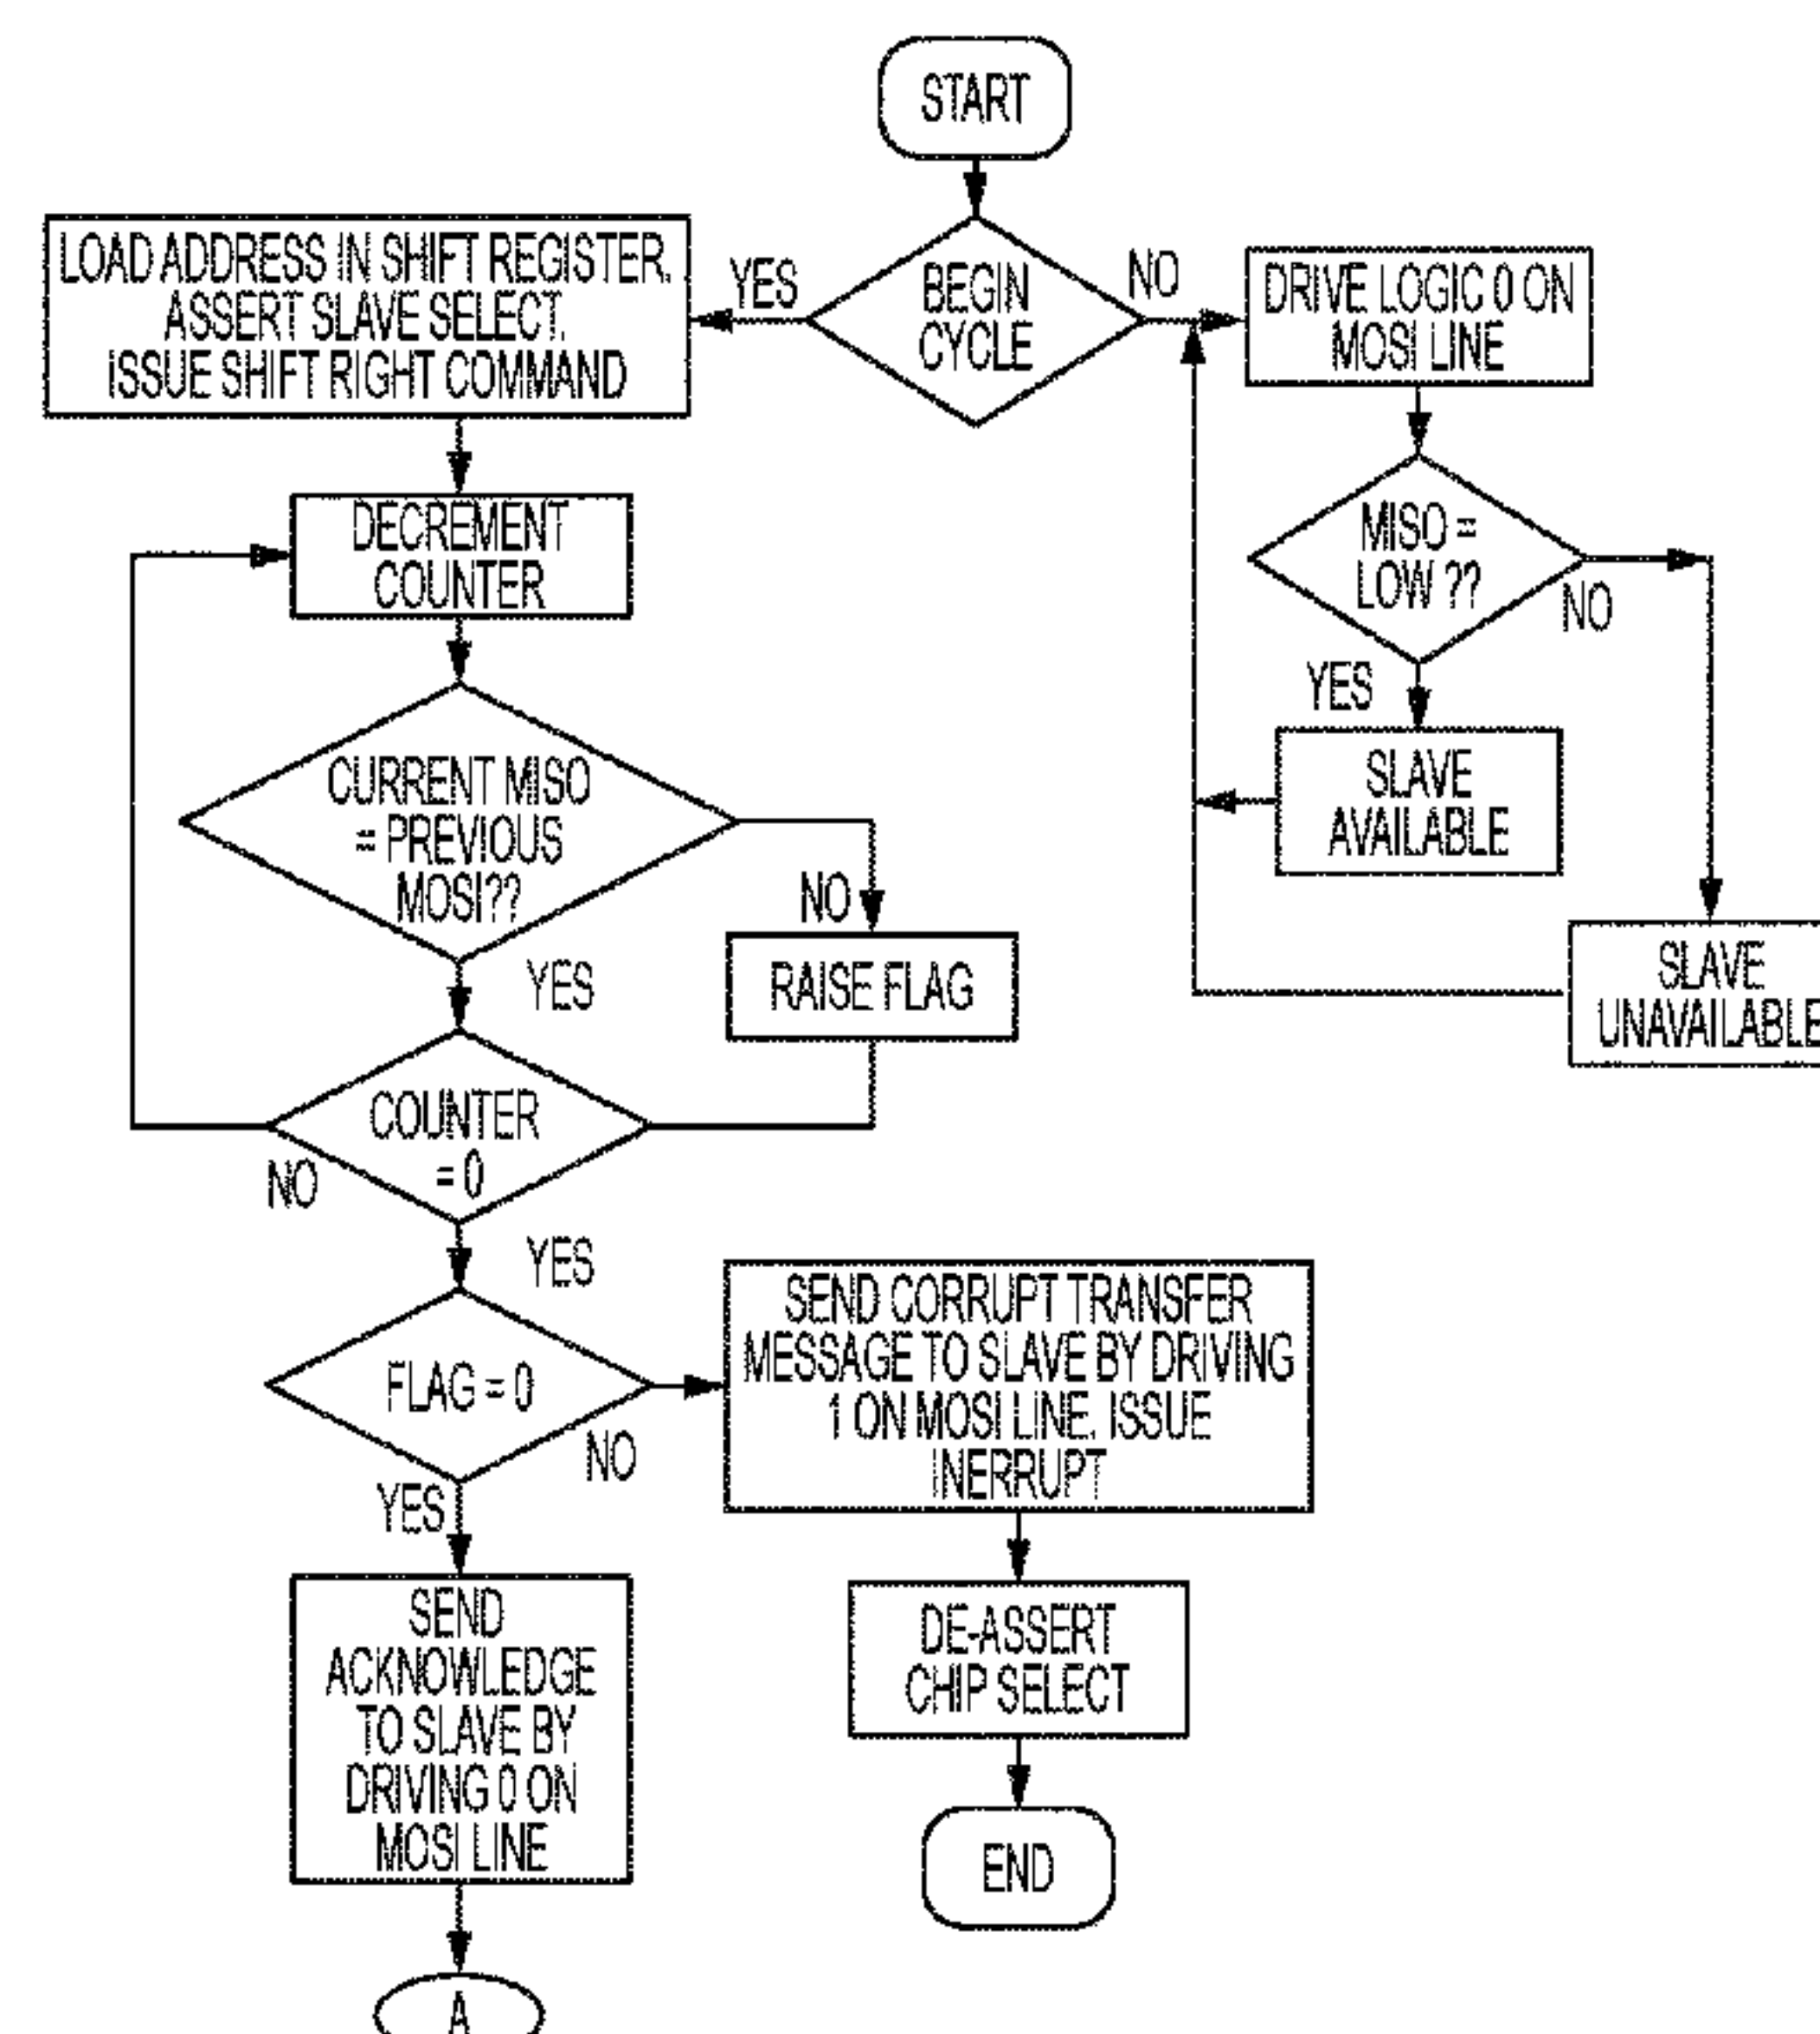 START
LOAD ADDRESS IN SHIFT REGISTER.
ASSERT SLAVE SELECT.
ISSUE SHIFT RIGHT COMMAND
YES
BEGIN
CYCLE
NO
DRIVE LOGIC 0 ON
MOSI LINE
DECREMENT
COUNTER
MISO =
LOW ??
NO
YES
SLAVE
AVAILABLE
CURRENT MISO
= PREVIOUS
MOSI??
NO
YES
RAISE FLAG
SLAVE
UNAVAILABLE
COUNTER
= 0
NO
YES
FLAG = 0
NO
YES
SEND CORRUPT TRANSFER
MESSAGE TO SLAVE BY DRIVING
1 ON MOSI LINE. ISSUE
INERRUPT
SEND
ACKNOWLEDGE
TO SLAVE BY
DRIVING 0 ON
MOSI LINE
DE-ASSERT
CHIP SELECT
END
A